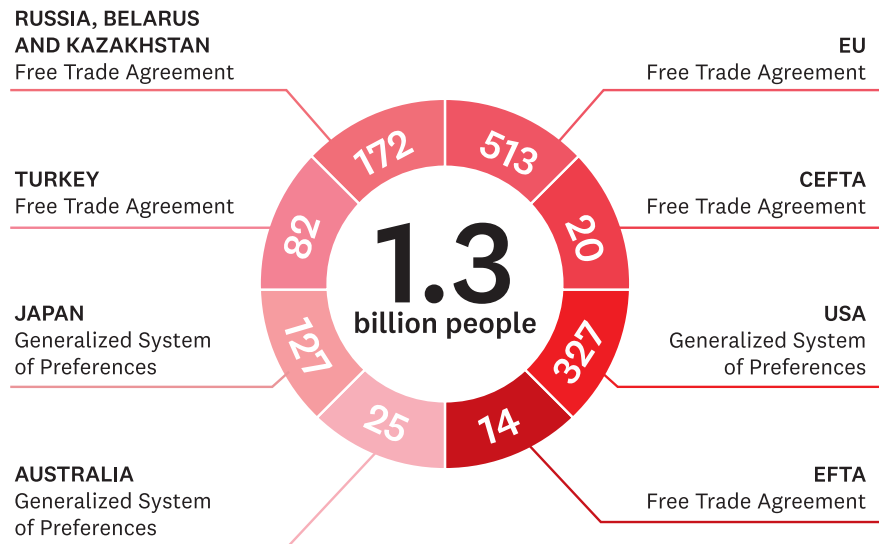 RUSSIA, BELARUS
AND KAZAKHSTAN
Free Trade Agreement
EU
Free Trade Agreement
172
513
TURKEY
Free Trade Agreement
CEFTA
Free Trade Agreement
82
20
1.3
billion people
JAPAN
Generalized System
of Preferences
USA
Generalized System
of Preferences
127
327
25
14
AUSTRALIA
Generalized System
of Preferences
EFTA
Free Trade Agreement